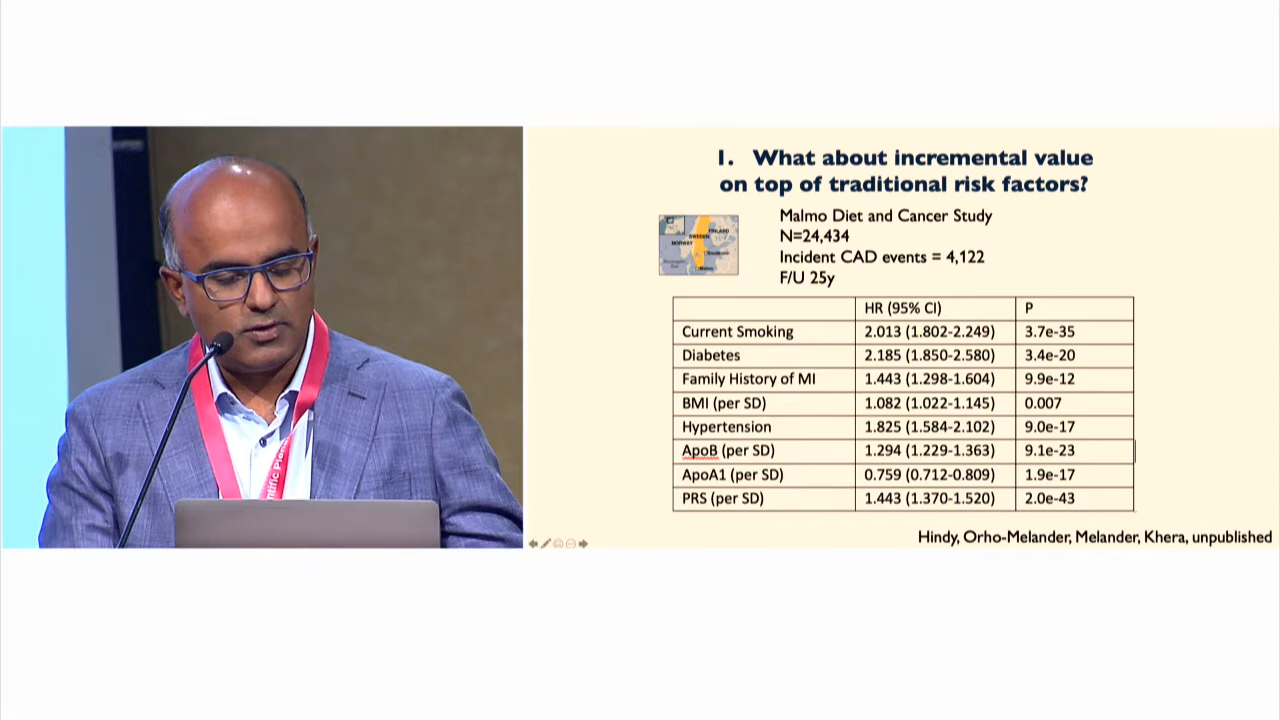 1. What about incremental value
on top of traditional risk factors?
Malmo Diet and Cancer Study
N=24,434
Incident CAD events = 4,122
F/U 25y
FINLAND
SWEDEN
NORWAY
HR (95% CI) P
Current Smoking 2.013 (1.802-2.249) 3.7e-35
Diabetes 2.185 (1.850-2.580) 3.4e-20
Family History of MI 1.443 (1.298-1.604) 9.9e-12
BMI (per SD) 1.082 (1.022-1.145) 0.007
Hypertension 1.825 (1.584-2.102) 9.0e-17
ApoB (per SD) 1.294 (1.229-1.363) 9.1e-23
ApoA1 (per SD) 0.759 (0.712-0.809) 1.9e-17
PRS (per SD) 1.443 (1.370-1.520) 2.0e-43
Hindy, Orho-Melander, Melander, Khera, unpublished